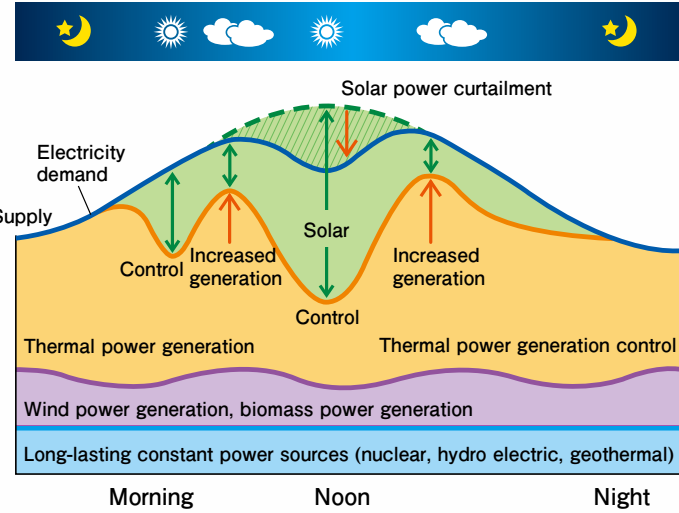 Solar power curtailment
Electricity
demand
Supply
Solar
Control
Increased
generation
Increased
generation
Control
Thermal power generation
Thermal power generation control
Wind power generation, biomass power generation
Long-lasting constant power sources (nuclear, hydro electric, geothermal)
Morning
Noon
Night